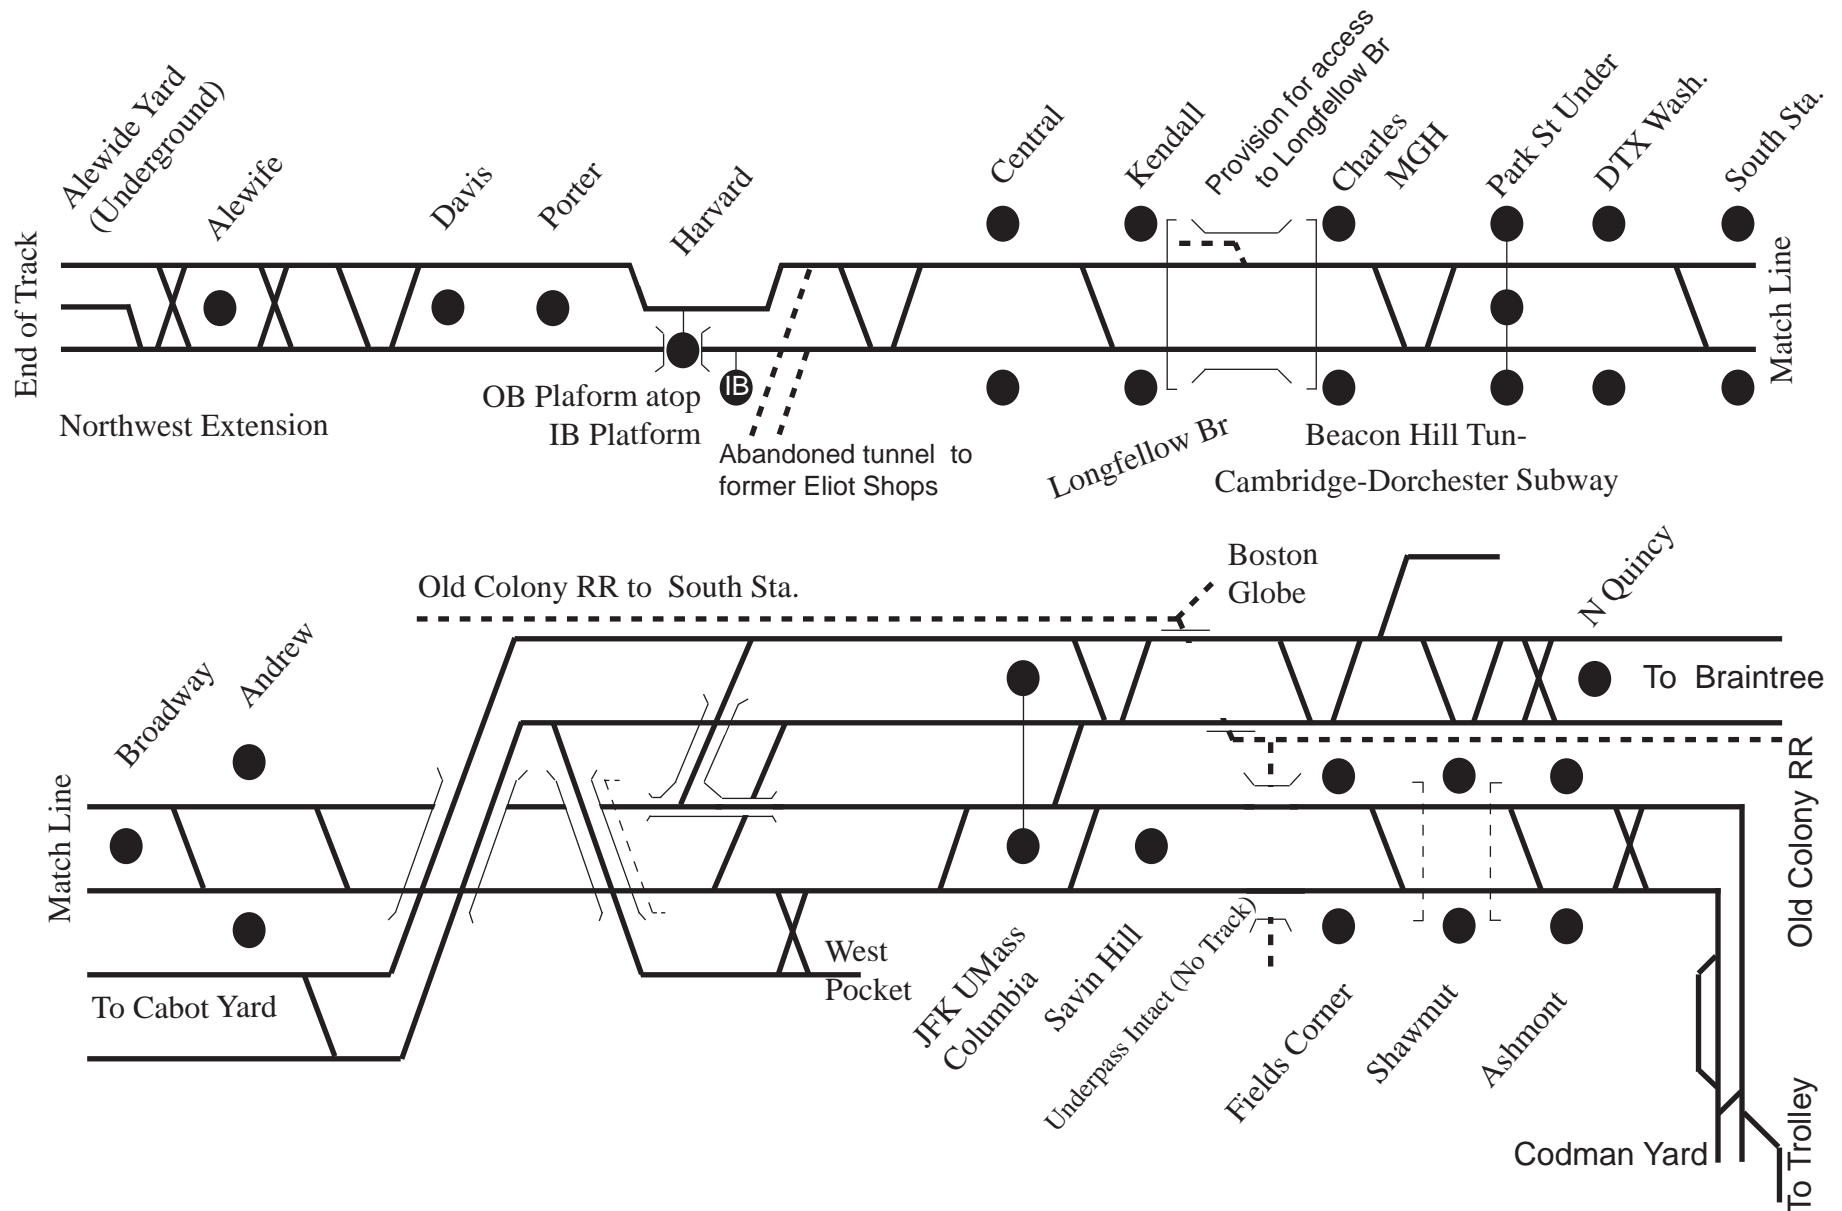 Alewide Yard
(Underground)
Alewife
Davis
Porter
Harvard
Central
Kendall
Provision for access
to Longfellow Br
Charles
MGH
Park St Under
DTX Wash.
South Sta.
End of Track
Match Line
IB
OB Plaform atop
IB Platform
Northwest Extension
Abandoned tunnel to
former Eliot Shops
Longfellow Br
Beacon Hill Tun-
Cambridge-Dorchester Subway
Boston
Globe
Old Colony RR to South Sta.
N Quincy
Broadway
Andrew
To Braintree
Match Line
Old Colony RR
West
Pocket
To Cabot Yard
JFK UMass
Columbia
Savin Hill
Underpass Intact (No Track)
Fields Corner
Shawmut
Ashmont
Codman Yard
To Trolley